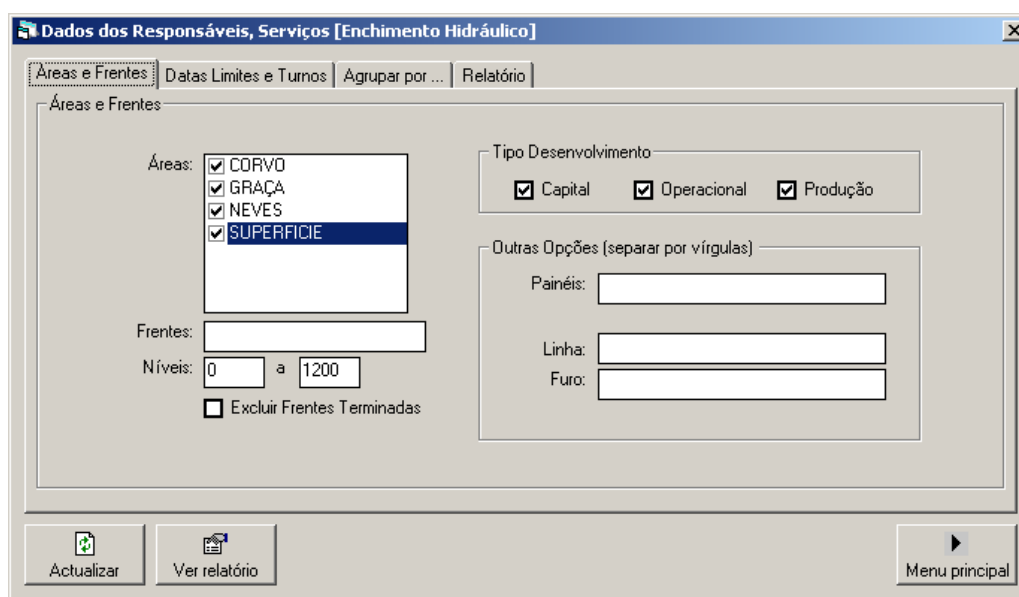 Dados dos Responsáveis, Serviços [Enchimento Hidráulico]
Áreas e Frentes Datas Limites e Turnos Agrupar por ... Relatório
Áreas e Frentes
Áreas:
CORVO
GRAÇA
NEVES
SUPERFICIE
Frentes:
Níveis: 0 a 1200
Excluir Frentes Terminadas
Tipo Desenvolvimento
Capital Operacional Produção
Outras Opções (separar por vírgulas)
Painéis:
Linha:
Furo:
Actualizar Ver relatório Menu principal